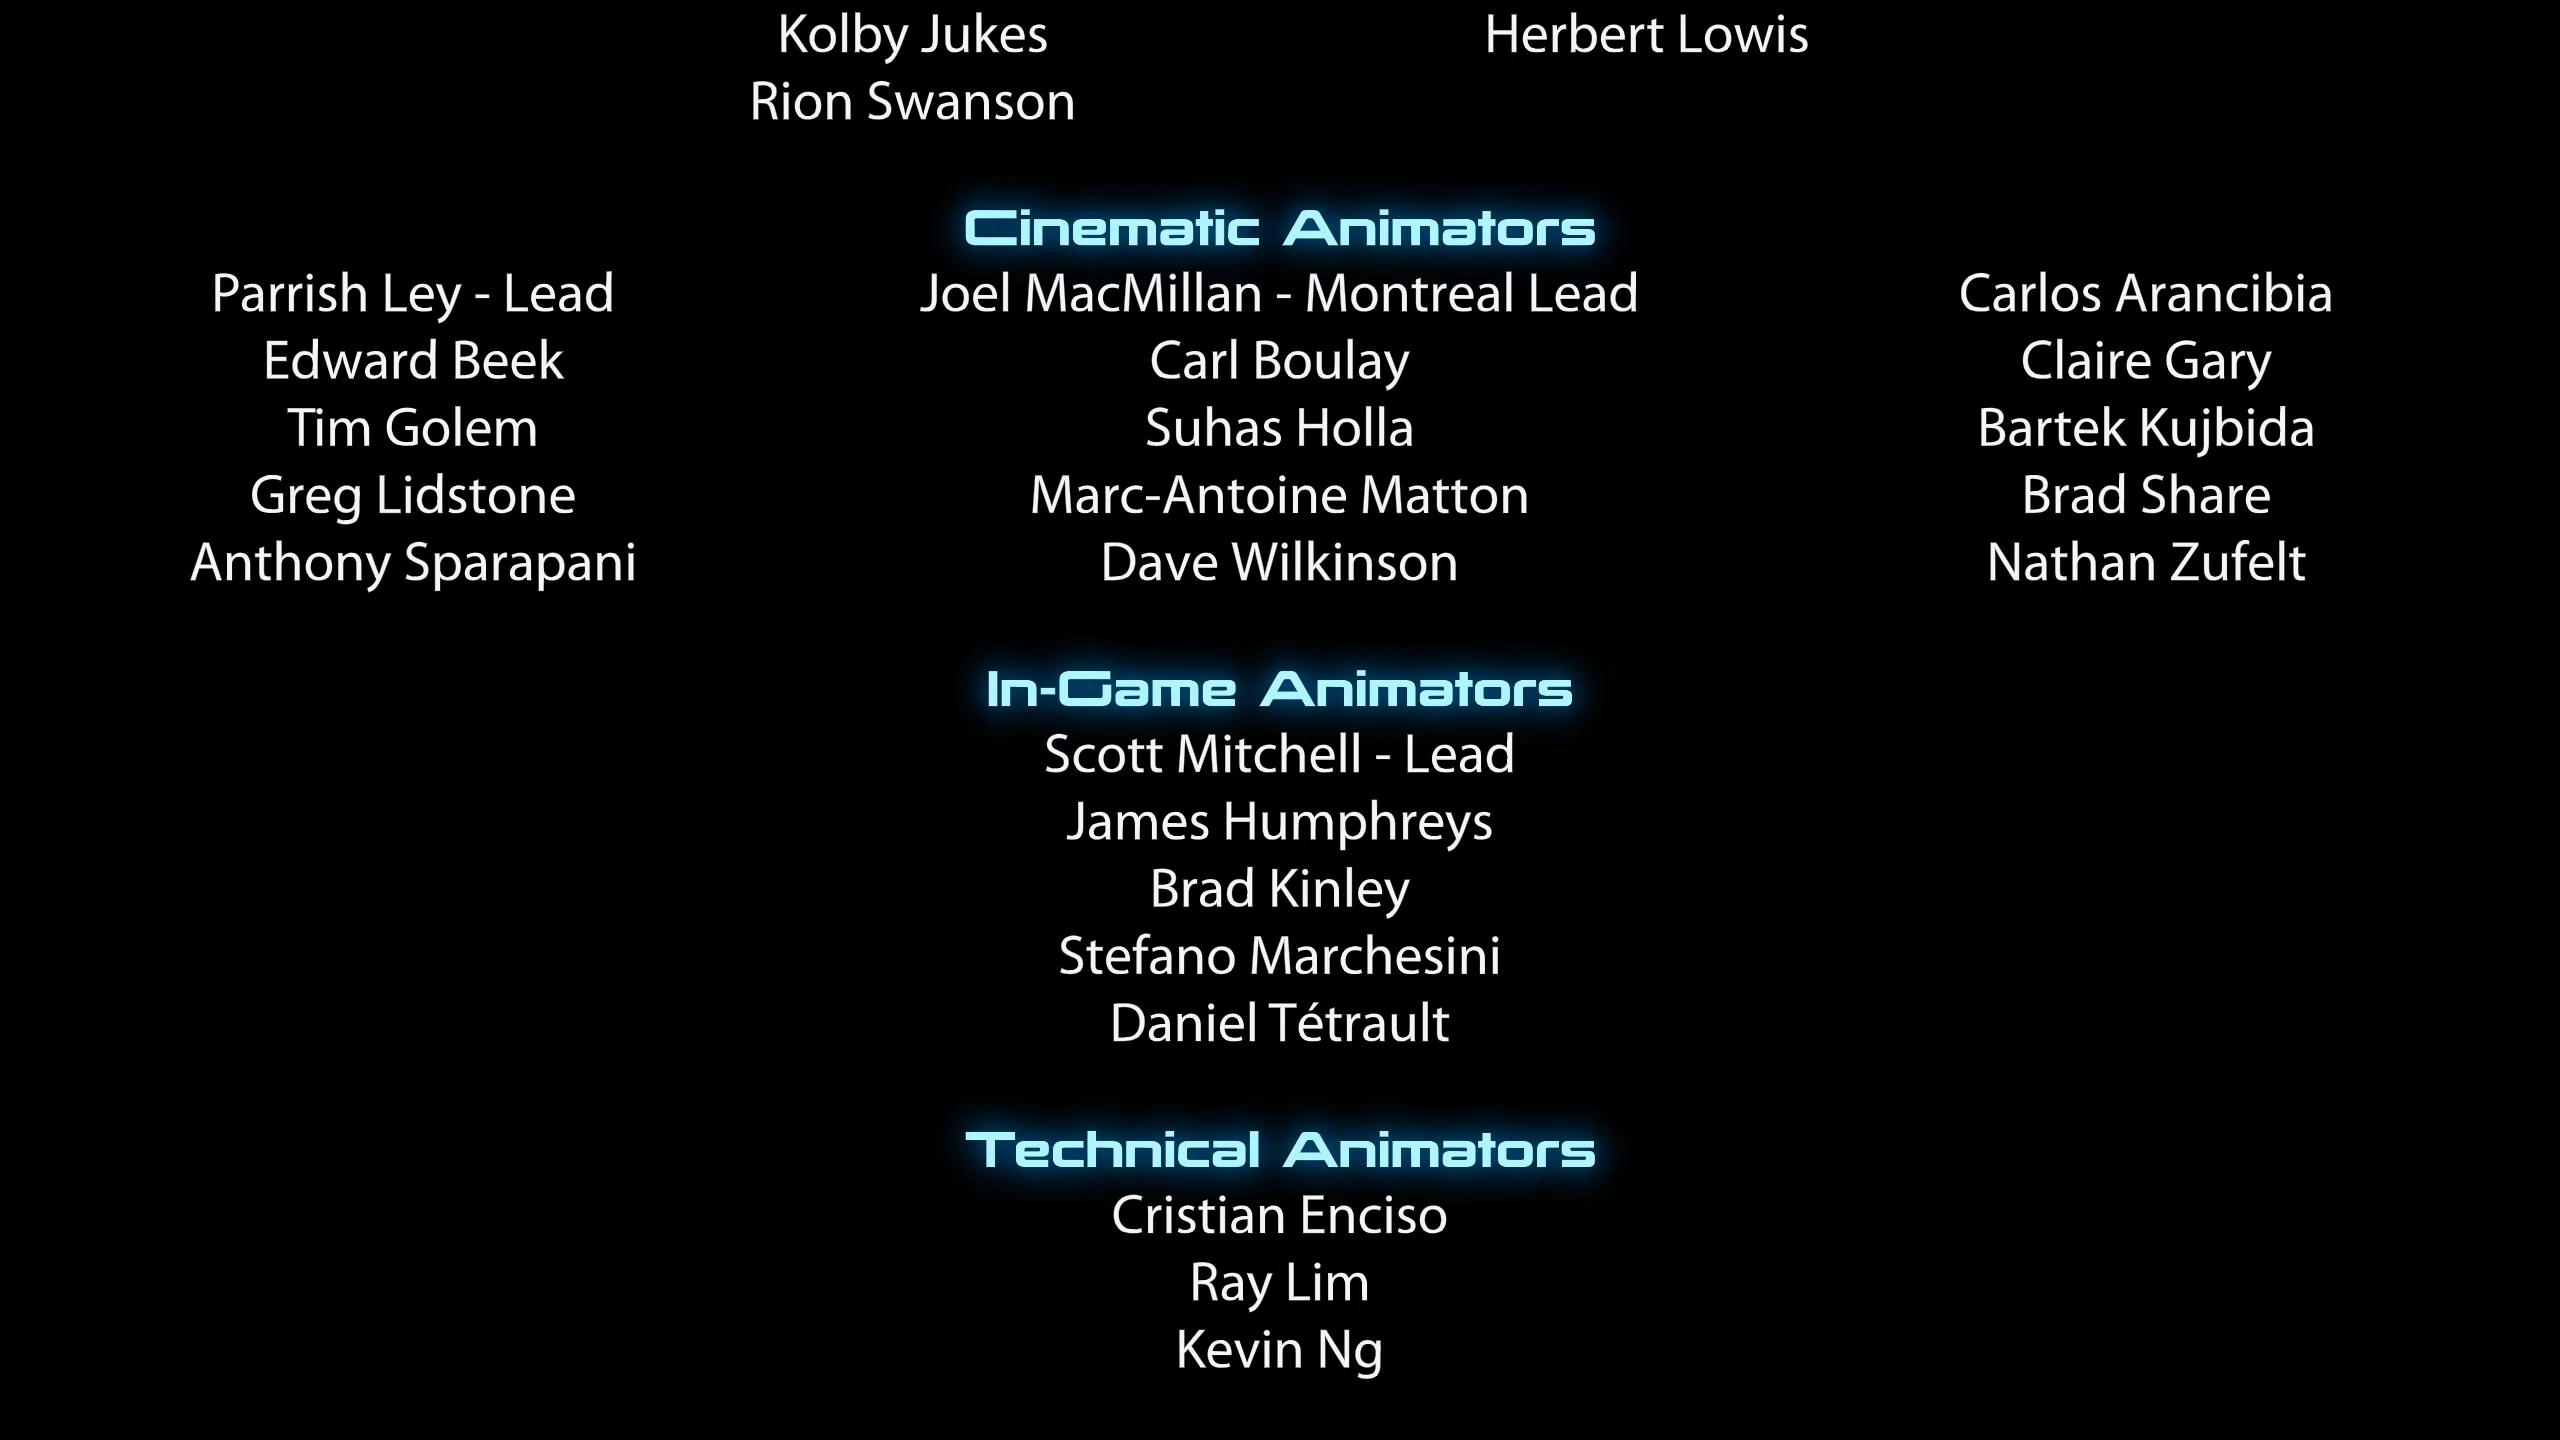 Kolby Jukes Herbert Lowis
Rion Swanson
Cinematic Animators
Parrish Ley - Lead Joel MacMillan - Montreal Lead Carlos Arancibia
Edward Beek Carl Boulay Claire Gary
Tim Golem Suhas Holla Bartek Kujbida
Greg Lidstone Marc-Antoine Matton Brad Share
Anthony Sparapani Dave Wilkinson Nathan Zufelt
In-Game Animators
Scott Mitchell - Lead
James Humphreys
Brad Kinley
Stefano Marchesini
Daniel Tétrault
Technical Animators
Cristian Enciso
Ray Lim
Kevin Ng